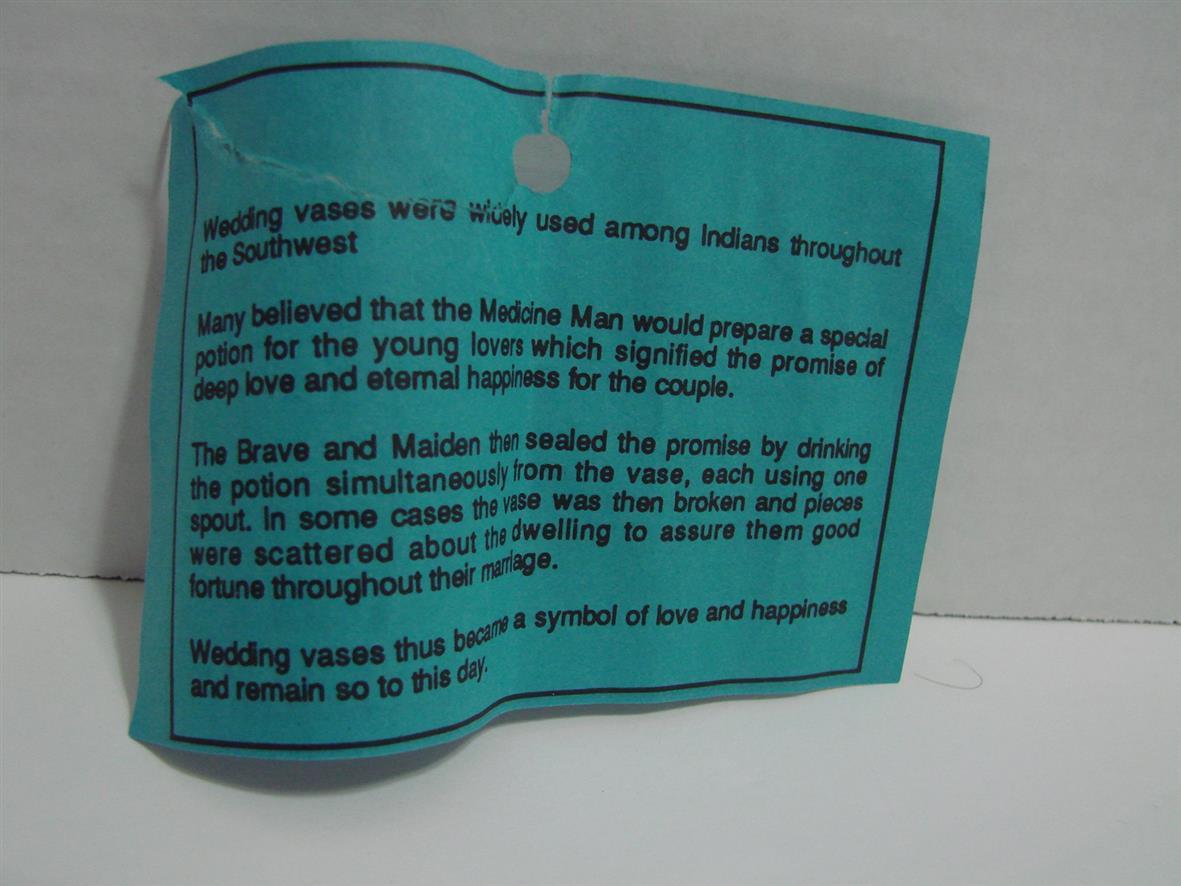 Wedding vases were widely used among Indians throughout
the Southwest
Many believed that the Medicine Man would prepare a special
potion for the young lovers which signified the promise of
deep love and eternal happiness for the couple.
The Brave and Maiden then sealed the promise by drinking
the potion simultaneously from the vase, each using one
spout. In some cases the vase was then broken and pieces
were scattered about the dwelling to assure them good
fortune throughout their marriage.
Wedding vases thus became a symbol of love and happiness
and remain so to this day.